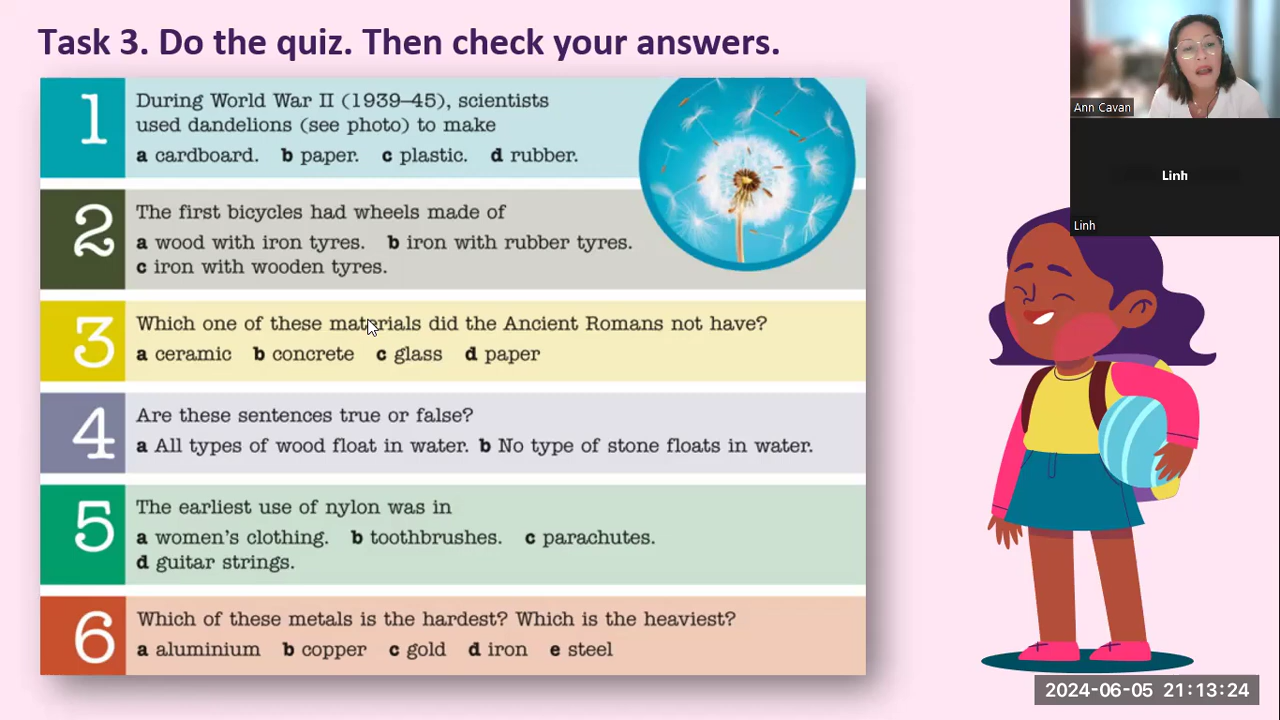 Task 3. Do the quiz. Then check your answers.
1
During World War II (1939–45), scientists
used dandelions (see photo) to make
a cardboard. b paper. c plastic. d rubber.
2
The first bicycles had wheels made of
a wood with iron tyres. b iron with rubber tyres.
c iron with wooden tyres.
3
Which one of these materials did the Ancient Romans not have?
a ceramic b concrete c glass d paper
4
Are these sentences true or false?
a All types of wood float in water. b No type of stone floats in water.
5
The earliest use of nylon was in
a women's clothing. b toothbrushes. c parachutes.
d guitar strings.
6
Which of these metals is the hardest? Which is the heaviest?
a aluminium b copper c gold d iron e steel
Ann Cavan
Linh
Linh
2024-06-05 21:13:24